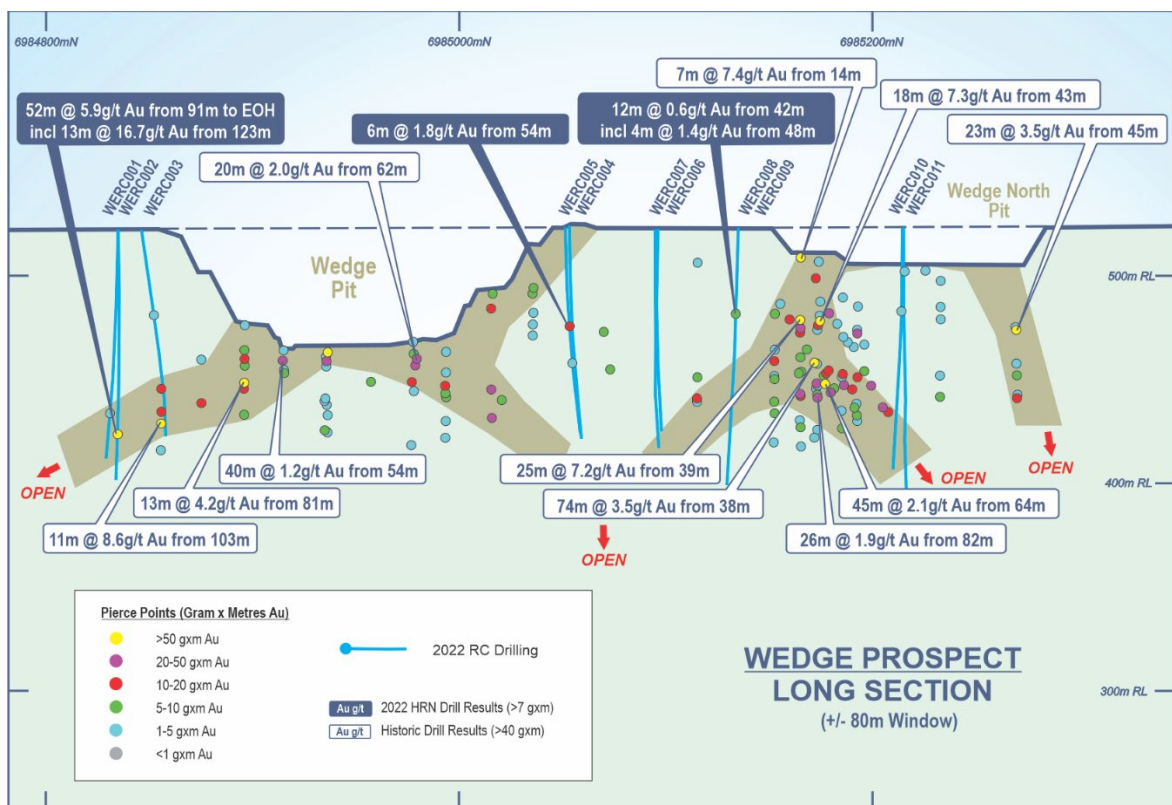 6984800mN
6985000mN
6985200mN
52m @ 5.9g/t Au from 91m to EOH
incl 13m @ 16.7g/t Au from 123m
6m @ 1.8g/t Au from 54m
12m @ 0.6g/t Au from 42m
incl 4m @ 1.4g/t Au from 48m
7m @ 7.4g/t Au from 14m
18m @ 7.3g/t Au from 43m
23m @ 3.5g/t Au from 45m
20m @ 2.0g/t Au from 62m
WERC001
WERC002
WERC003
WERC005
WERC004
WERC007
WERC006
WERC008
WERC009
WERC010
WERC011
Wedge North
Pit
Wedge
Pit
500m RL
40m @ 1.2g/t Au from 54m
13m @ 4.2g/t Au from 81m
11m @ 8.6g/t Au from 103m
OPEN
25m @ 7.2g/t Au from 39m
74m @ 3.5g/t Au from 38m
45m @ 2.1g/t Au from 64m
26m @ 1.9g/t Au from 82m
OPEN
OPEN
OPEN
400m RL
Pierce Points (Gram x Metres Au)
>50 gxm Au
20-50 gxm Au
10-20 gxm Au
5-10 gxm Au
1-5 gxm Au
<1 gxm Au
2022 RC Drilling
Au g/t 2022 HRN Drill Results (>7 gxm)
Au g/t Historic Drill Results (>40 gxm)
WEDGE PROSPECT
LONG SECTION
(+/- 80m Window)
300m RL